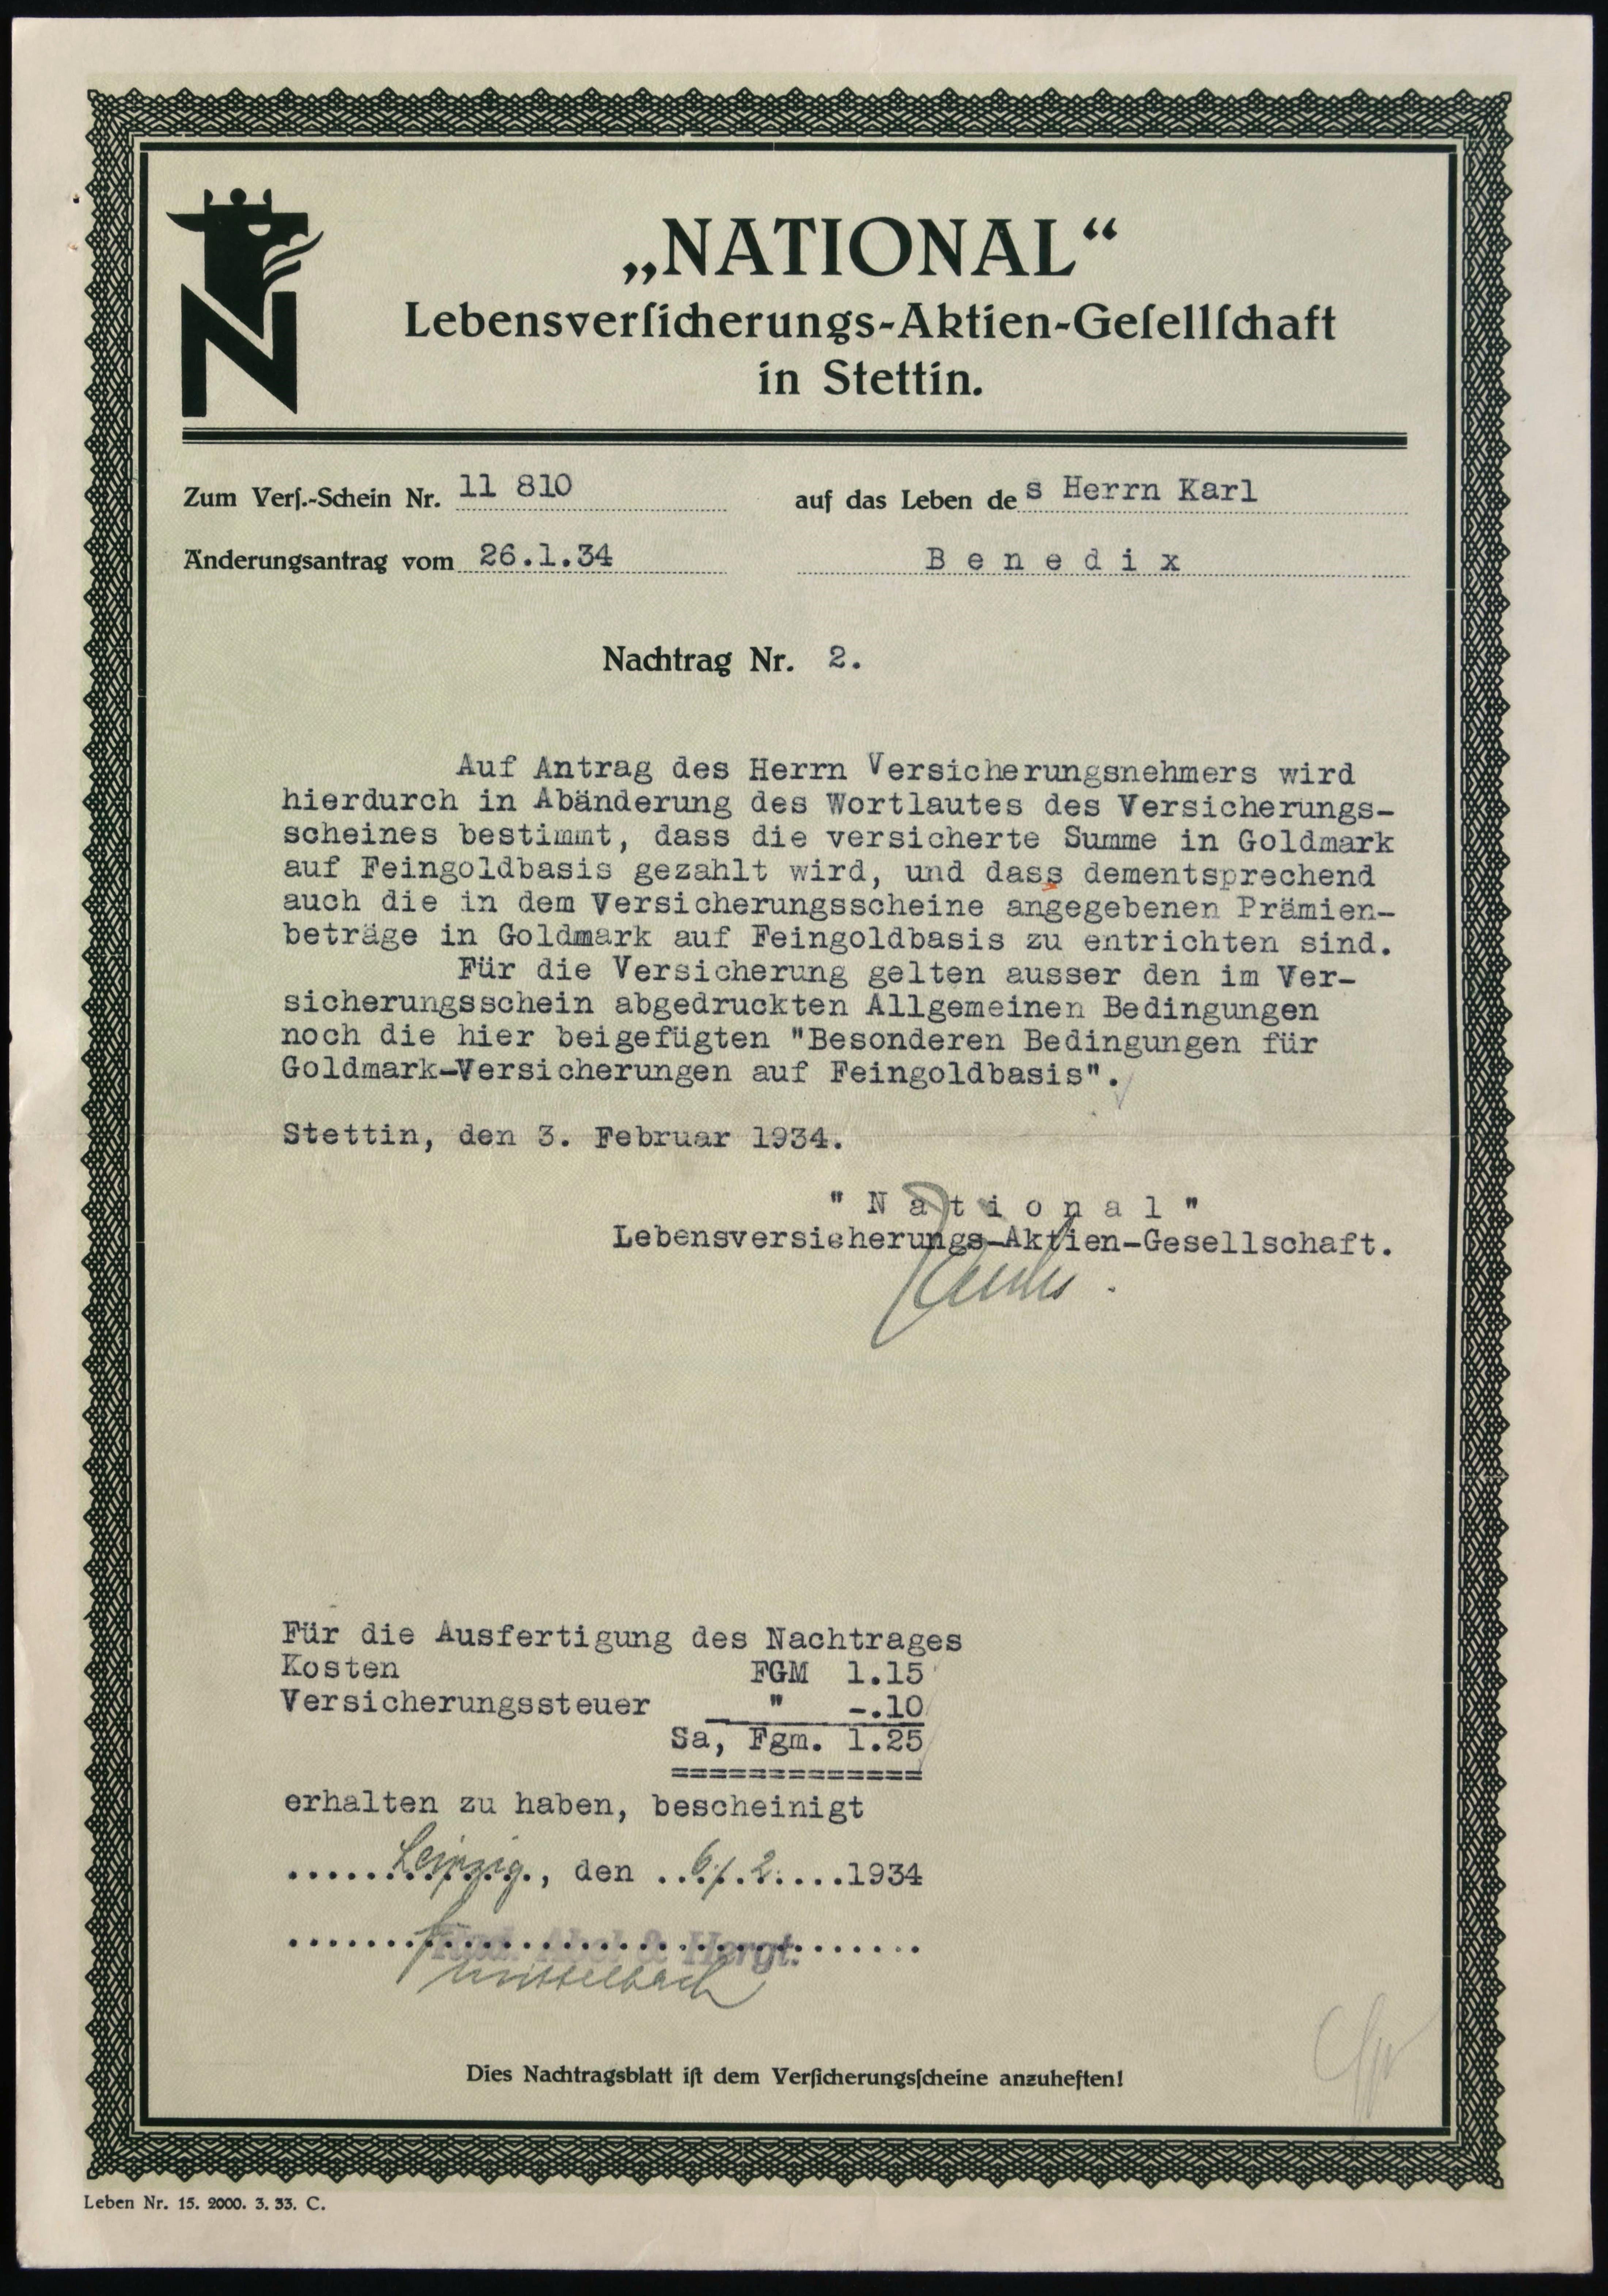 „NATIONAL“
Lebensverſicherungs-Aktien-Geſellſchaft
in Stettin.
Zum Verſ.-Schein Nr. 11 810
auf das Leben des Herrn Karl
Änderungsantrag vom 26.1.34
B e n e d i x
Nachtrag Nr. 2.
Auf Antrag des Herrn Versicherungsnehmers wird
hierdurch in Abänderung des Wortlautes des Versicherungs-
scheines bestimmt, dass die versicherte Summe in Goldmark
auf Feingoldbasis gezahlt wird, und dass dementsprechend
auch die in dem Versicherungsscheine angegebenen Prämien-
beträge in Goldmark auf Feingoldbasis zu entrichten sind.
Für die Versicherung gelten ausser den im Ver-
sicherungsschein abgedruckten Allgemeinen Bedingungen
noch die hier beigefügten "Besonderen Bedingungen für
Goldmark-Versicherungen auf Feingoldbasis".
Stettin, den 3. Februar 1934.
" N a t i o n a l "
Lebensversicherungs-Aktien-Gesellschaft.
Für die Ausfertigung des Nachtrages
Kosten FGM 1.15
Versicherungssteuer " -.10
Sa, Fgm. 1.25
=============
erhalten zu haben, bescheinigt
Leipzig, den 6./2. 1934
Abel & Hergt.
Dies Nachtragsblatt iſt dem Verſicherungsſcheine anzuheften!
Leben Nr. 15. 2000. 3. 33. C.